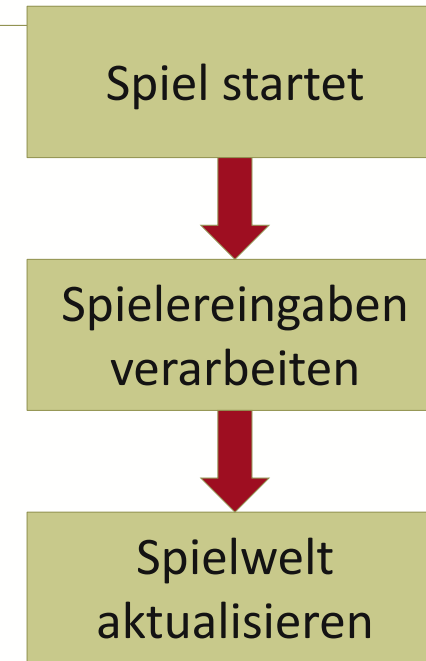 Spiel startet
Spielereingaben
verarbeiten
Spielwelt
aktualisieren